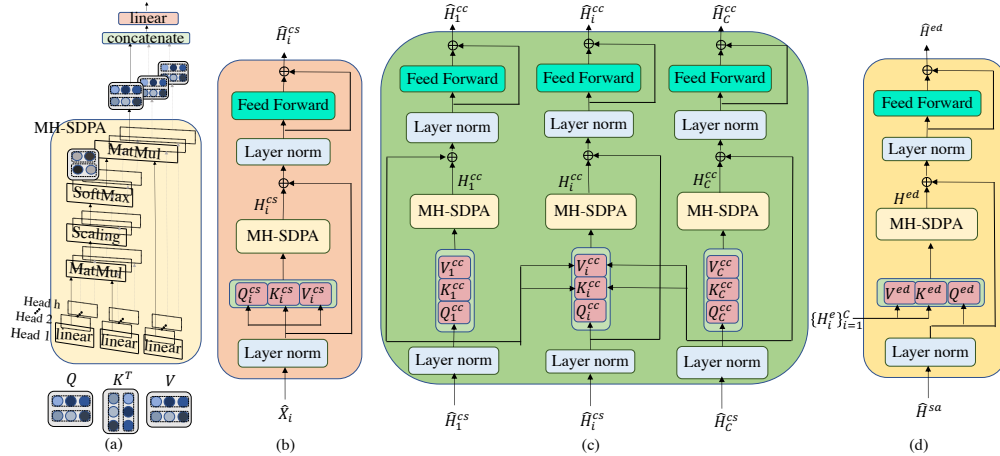 linear
concatenate
MH-SDPA
MatMul
SoftMax
Scaling
MatMul
Head h
Head 2
Head 1
linear
linear
linear
Q
K^T
V
(a)
Ĥ_i^{cs}
Feed Forward
Layer norm
H_i^{cs}
MH-SDPA
Q_i^{cs} K_i^{cs} V_i^{cs}
Layer norm
X̂_i
(b)
Ĥ_1^{cc}
Feed Forward
Layer norm
H_1^{cc}
MH-SDPA
V_1^{cc}
K_1^{cc}
Q_1^{cc}
Layer norm
Ĥ_1^{cs}
Ĥ_i^{cc}
Feed Forward
Layer norm
H_i^{cc}
MH-SDPA
V_i^{cc}
K_i^{cc}
Q_i^{cc}
Layer norm
Ĥ_i^{cs}
(c)
Ĥ_C^{cc}
Feed Forward
Layer norm
H_C^{cc}
MH-SDPA
V_C^{cc}
K_C^{cc}
Q_C^{cc}
Layer norm
Ĥ_C^{cs}
Ĥ^{ed}
Feed Forward
Layer norm
H^{ed}
MH-SDPA
V^{ed} K^{ed} Q^{ed}
{H_i^e}_{i=1}^C
Layer norm
Ĥ^{sa}
(d)